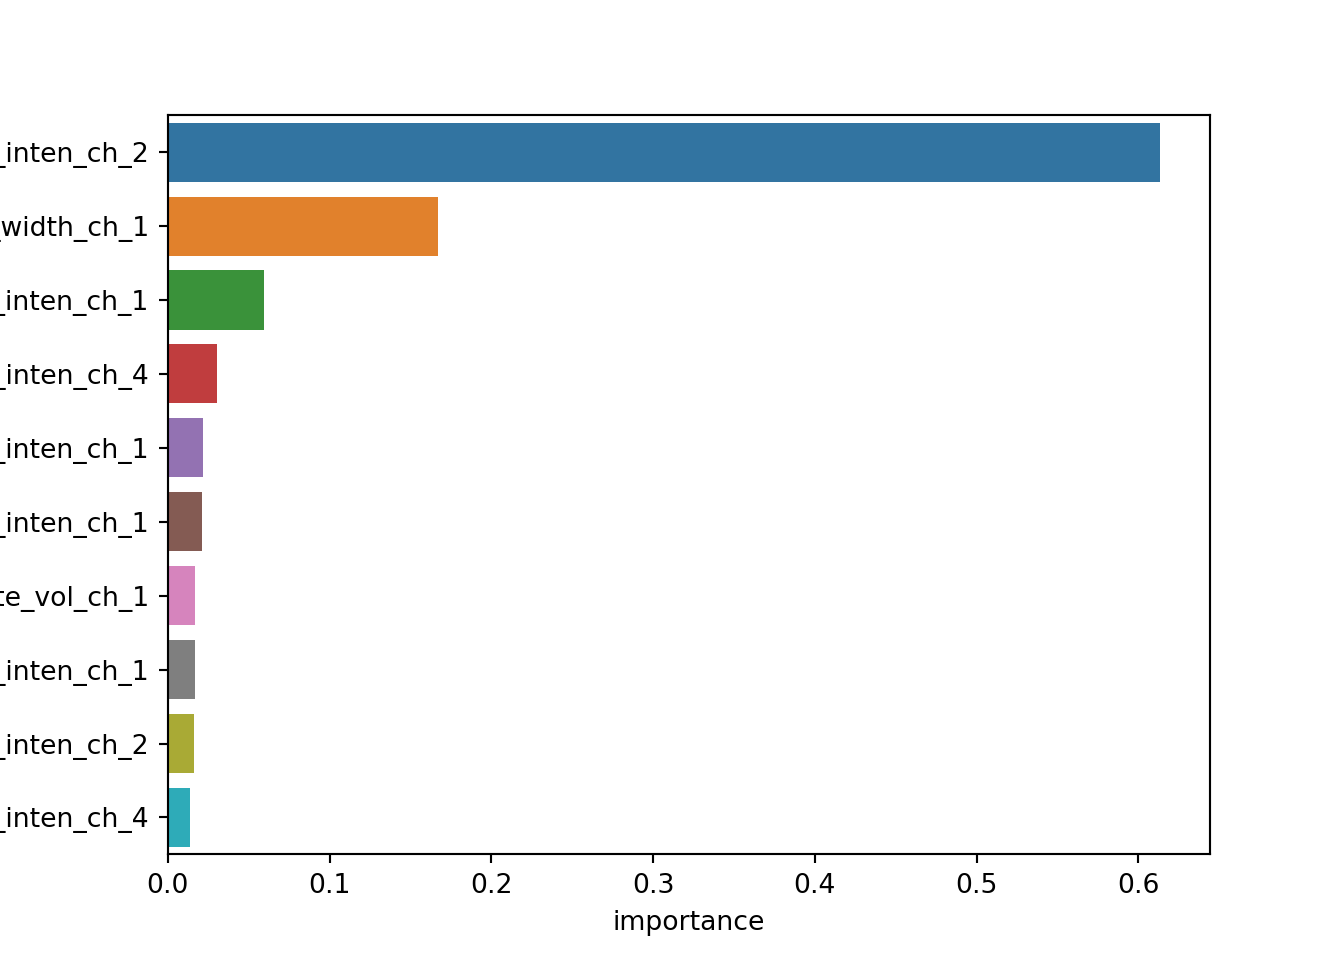 _inten_ch_2
_width_ch_1
_inten_ch_1
_inten_ch_4
_inten_ch_1
_inten_ch_1
te_vol_ch_1
_inten_ch_1
_inten_ch_2
_inten_ch_4
0.0 0.1 0.2 0.3 0.4 0.5 0.6
importance